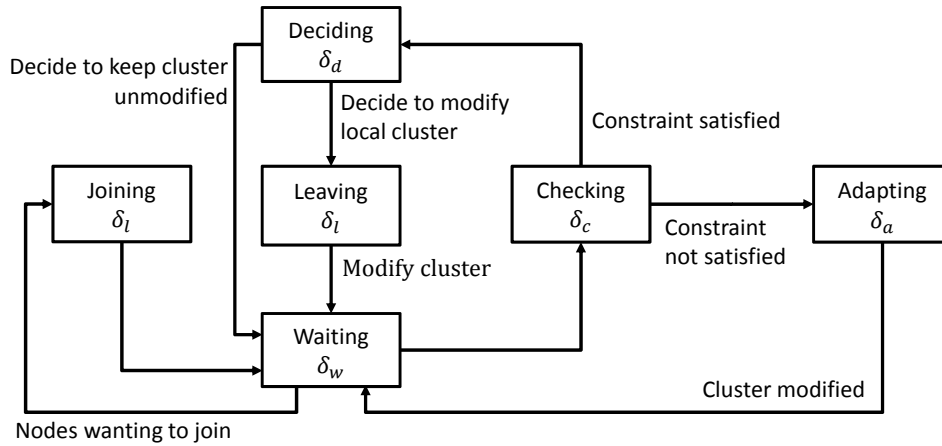 Deciding
δ_d
Decide to keep cluster
unmodified
Decide to modify
local cluster
Constraint satisfied
Joining
δ_l
Leaving
δ_l
Checking
δ_c
Adapting
δ_a
Constraint
not satisfied
Modify cluster
Waiting
δ_w
Cluster modified
Nodes wanting to join